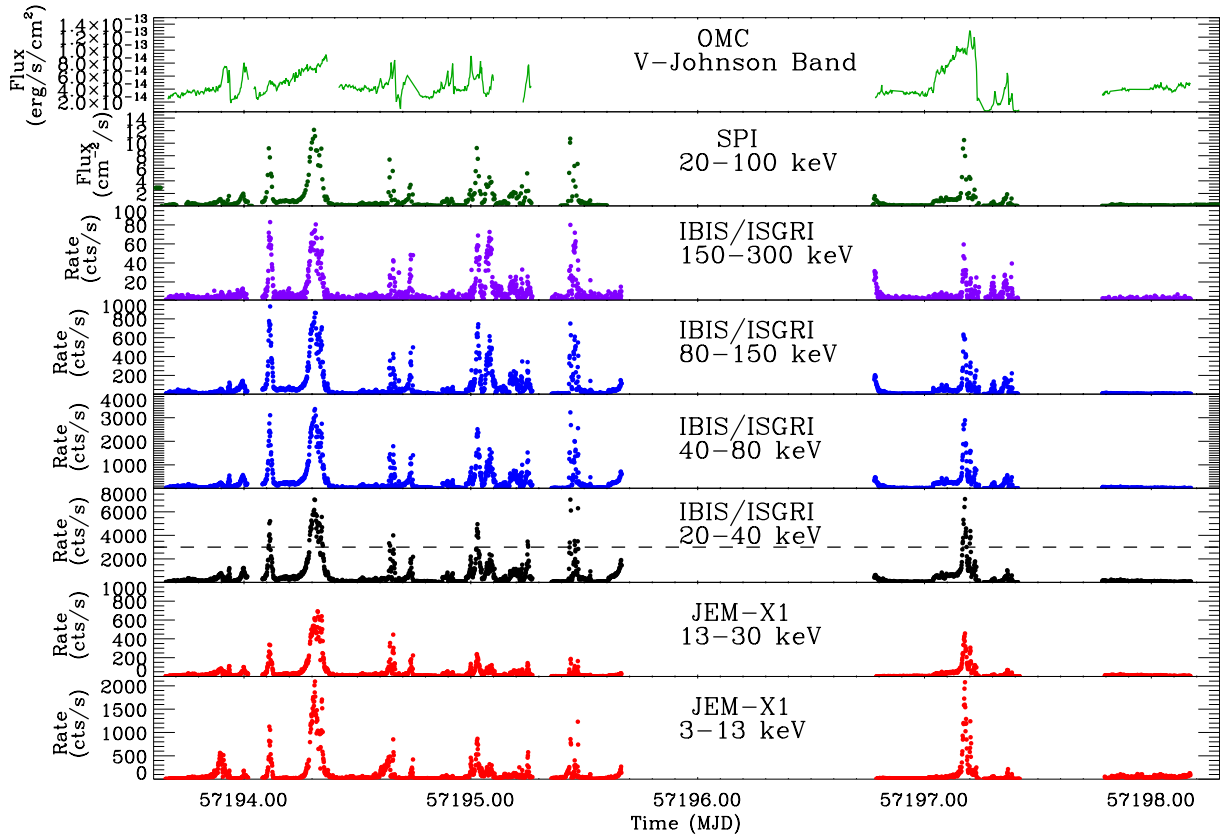 1.4×10−13
1.0×10−13
8.0×10−14
6.0×10−14
4.0×10−14
2.0×10−14
Flux
(erg/s/cm²)
OMC
V−Johnson Band
14
12
10
8
6
4
2
Flux
(cm−2/s)
SPI
20−100 keV
100
80
60
40
20
Rate
(cts/s)
IBIS/ISGRI
150−300 keV
1000
800
600
400
200
Rate
(cts/s)
IBIS/ISGRI
80−150 keV
4000
3000
2000
1000
Rate
(cts/s)
IBIS/ISGRI
40−80 keV
8000
6000
4000
2000
Rate
(cts/s)
IBIS/ISGRI
20−40 keV
800
600
400
200
0
Rate
(cts/s)
JEM−X1
13−30 keV
2000
1500
1000
500
0
Rate
(cts/s)
JEM−X1
3−13 keV
57194.00 57195.00 57196.00 57197.00 57198.00
Time (MJD)